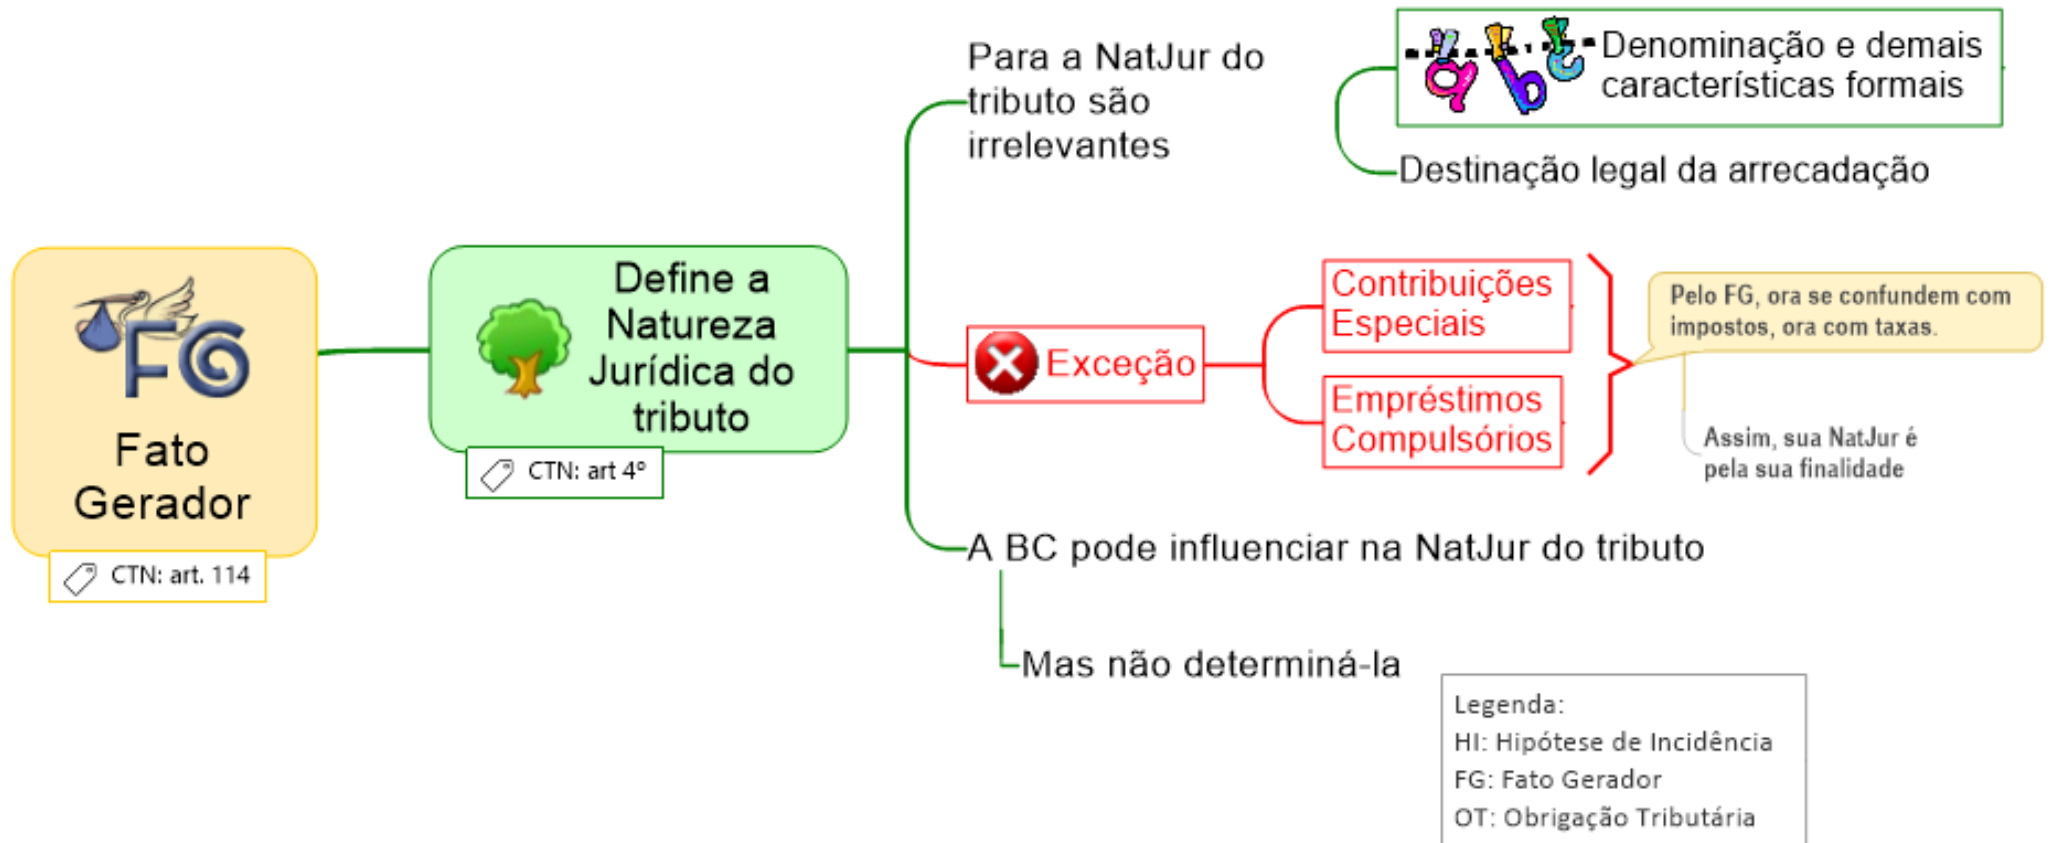 FG
Fato
Gerador
CTN: art. 114
Define a
Natureza
Jurídica do
tributo
CTN: art 4º
Para a NatJur do
tributo são
irrelevantes
a b c
Denominação e demais
características formais
Destinação legal da arrecadação
Exceção
Contribuições
Especiais
Empréstimos
Compulsórios
Pelo FG, ora se confundem com
impostos, ora com taxas.
Assim, sua NatJur é
pela sua finalidade
A BC pode influenciar na NatJur do tributo
Mas não determiná-la
Legenda:
HI: Hipótese de Incidência
FG: Fato Gerador
OT: Obrigação Tributária